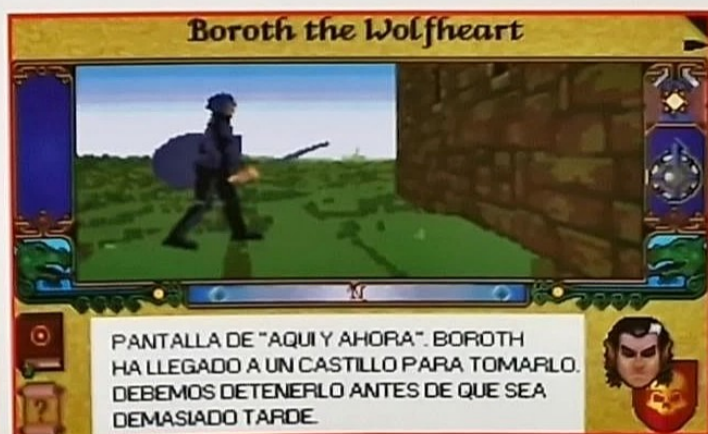 Boroth the Wolfheart
N
PANTALLA DE "AQUI Y AHORA". BOROTH
HA LLEGADO A UN CASTILLO PARA TOMARLO.
DEBEMOS DETENERLO ANTES DE QUE SEA
DEMASIADO TARDE.
?